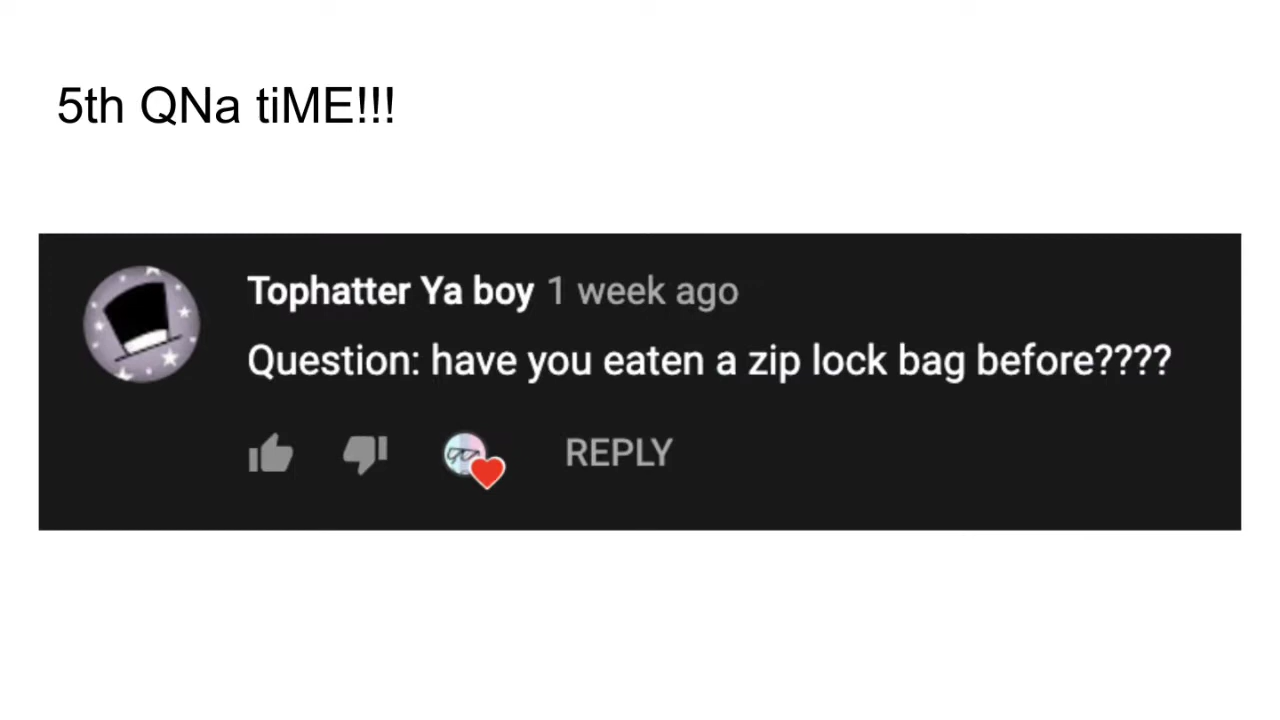 5th QNa tiME!!!
Tophatter Ya boy 1 week ago
Question: have you eaten a zip lock bag before????
REPLY